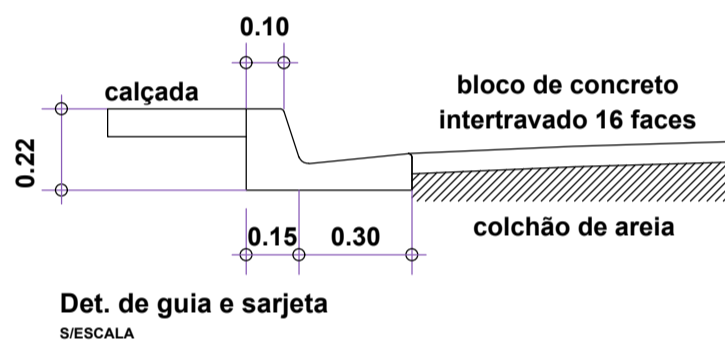 0.10
calçada
bloco de concreto
intertravado 16 faces
0.22
0.15
0.30
colchão de areia
Det. de guia e sarjeta
S/ESCALA